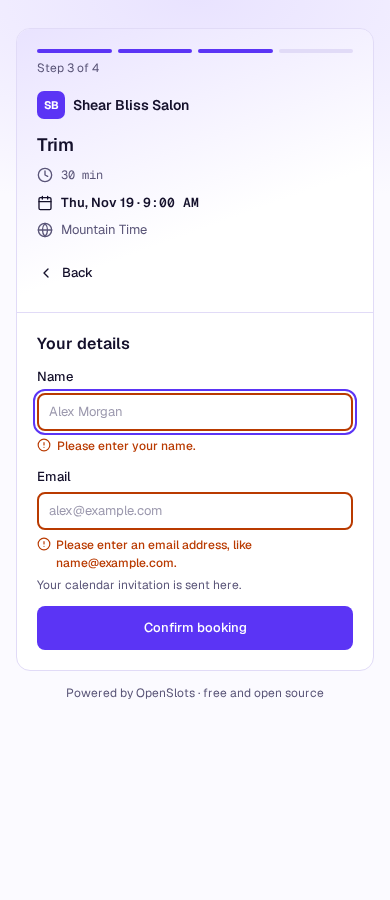 Step 3 of 4
SB Shear Bliss Salon
Trim
30 min
Thu, Nov 19 · 9:00 AM
Mountain Time
Back
Your details
Name
Alex Morgan
Please enter your name.
Email
alex@example.com
Please enter an email address, like
name@example.com.
Your calendar invitation is sent here.
Confirm booking
Powered by OpenSlots · free and open source